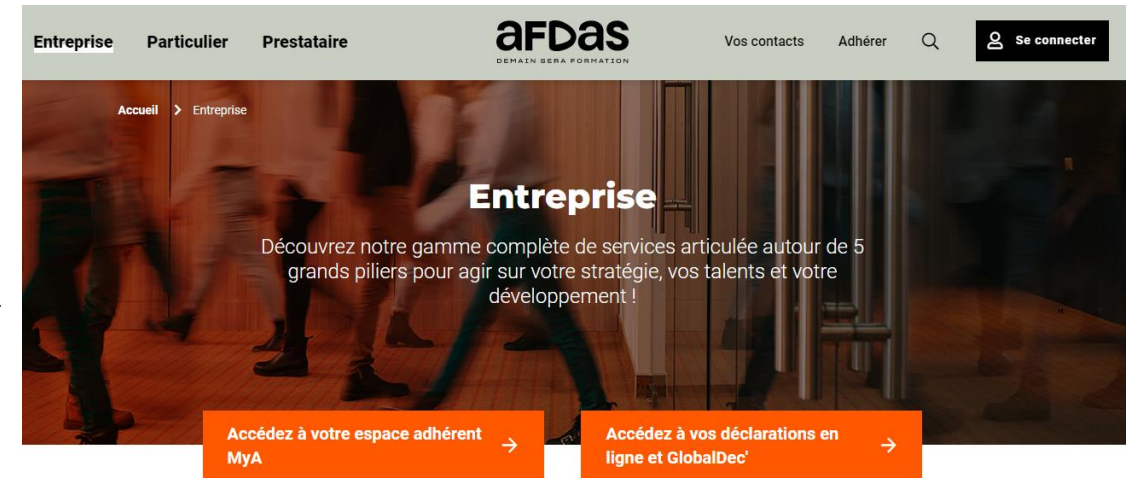 Entreprise Particulier Prestataire
aFDas
DEMAIN SERA FORMATION
Vos contacts Adhérer Se connecter
Accueil > Entreprise
Entreprise
Découvrez notre gamme complète de services articulée autour de 5
grands piliers pour agir sur votre stratégie, vos talents et votre
développement !
Accédez à votre espace adhérent
MyA
Accédez à vos déclarations en
ligne et GlobalDec'